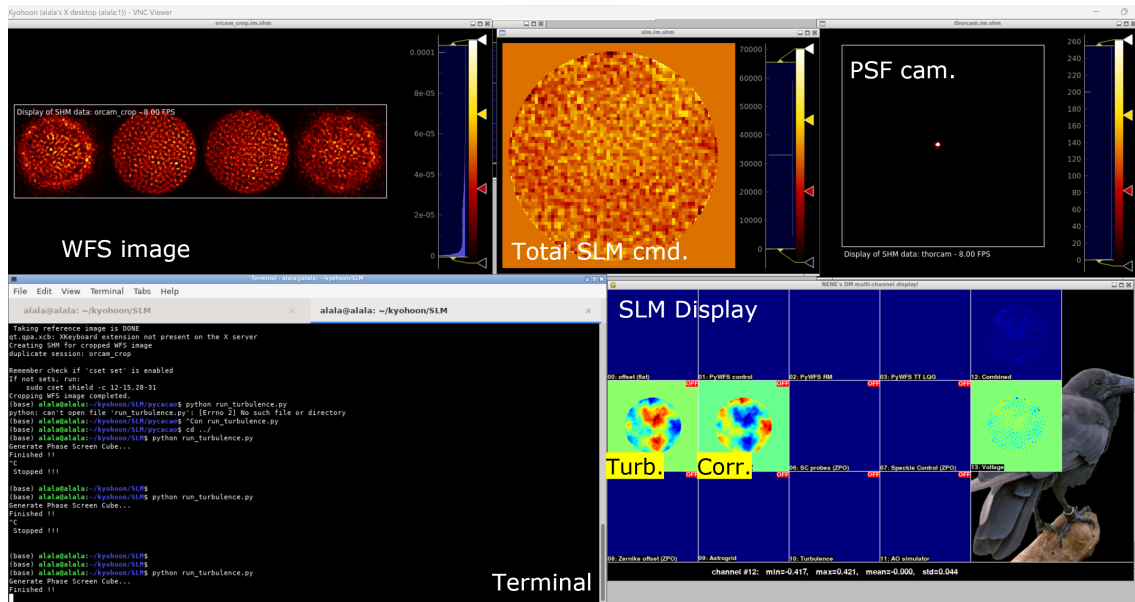 Kyohoon (alala's X desktop (alala:1)) - VNC Viewer
orcam_crop.im.shm
slm.im.shm
thorcam.im.shm
Display of SHM data: orcam_crop - 8.00 FPS
0.0001
8e-05
6e-05
4e-05
2e-05
0
WFS image
70000
60000
50000
40000
30000
20000
10000
0
Total SLM cmd.
PSF cam.
260
240
220
200
180
160
140
120
100
80
60
40
20
0
Display of SHM data: thorcam - 8.00 FPS
Terminal - alala@alala: ~/kyohoon/SLM
File Edit View Terminal Tabs Help
alala@alala: ~/kyohoon/SLM
alala@alala: ~/kyohoon/SLM
Taking reference image is DONE
qt.qpa.xcb: XKeyboard extension not present on the X server
Creating SHM for cropped WFS image
duplicate session: orcam_crop
Remember check if 'cset set' is enabled
If not sets, run:
sudo cset shield -c 12-15,28-31
Cropping WFS image completed.
(base) alala@alala:~/kyohoon/SLM/pycacao$ python run_turbulence.py
python: can't open file 'run_turbulence.py': [Errno 2] No such file or directory
(base) alala@alala:~/kyohoon/SLM/pycacao$ ^Con run_turbulence.py
(base) alala@alala:~/kyohoon/SLM/pycacao$ cd ../
(base) alala@alala:~/kyohoon/SLM$ python run_turbulence.py
Generate Phase Screen Cube...
Finished !!
^C
Stopped !!!
(base) alala@alala:~/kyohoon/SLM$
(base) alala@alala:~/kyohoon/SLM$ python run_turbulence.py
Generate Phase Screen Cube...
Finished !!
^C
Stopped !!!
(base) alala@alala:~/kyohoon/SLM$
(base) alala@alala:~/kyohoon/SLM$
(base) alala@alala:~/kyohoon/SLM$ python run_turbulence.py
Generate Phase Screen Cube...
Finished !!
Terminal
NENE's DM multi-channel display!
SLM Display
00: offset (flat)
01: PyWFS control
02: PyWFS RM
03: PyWFS TT LQG
12: Combined
OFF
OFF
OFF
OFF
Turb.
Corr.
06: SC probes (ZPO)
07: Speckle Control (ZPO)
13: Voltage
OFF
OFF
OFF
OFF
08: Zernike offset (ZPO)
09: Astrogrid
10: Turbulence
11: AO simulator
channel #12: min=-0.417, max=0.421, mean=-0.000, std=0.044